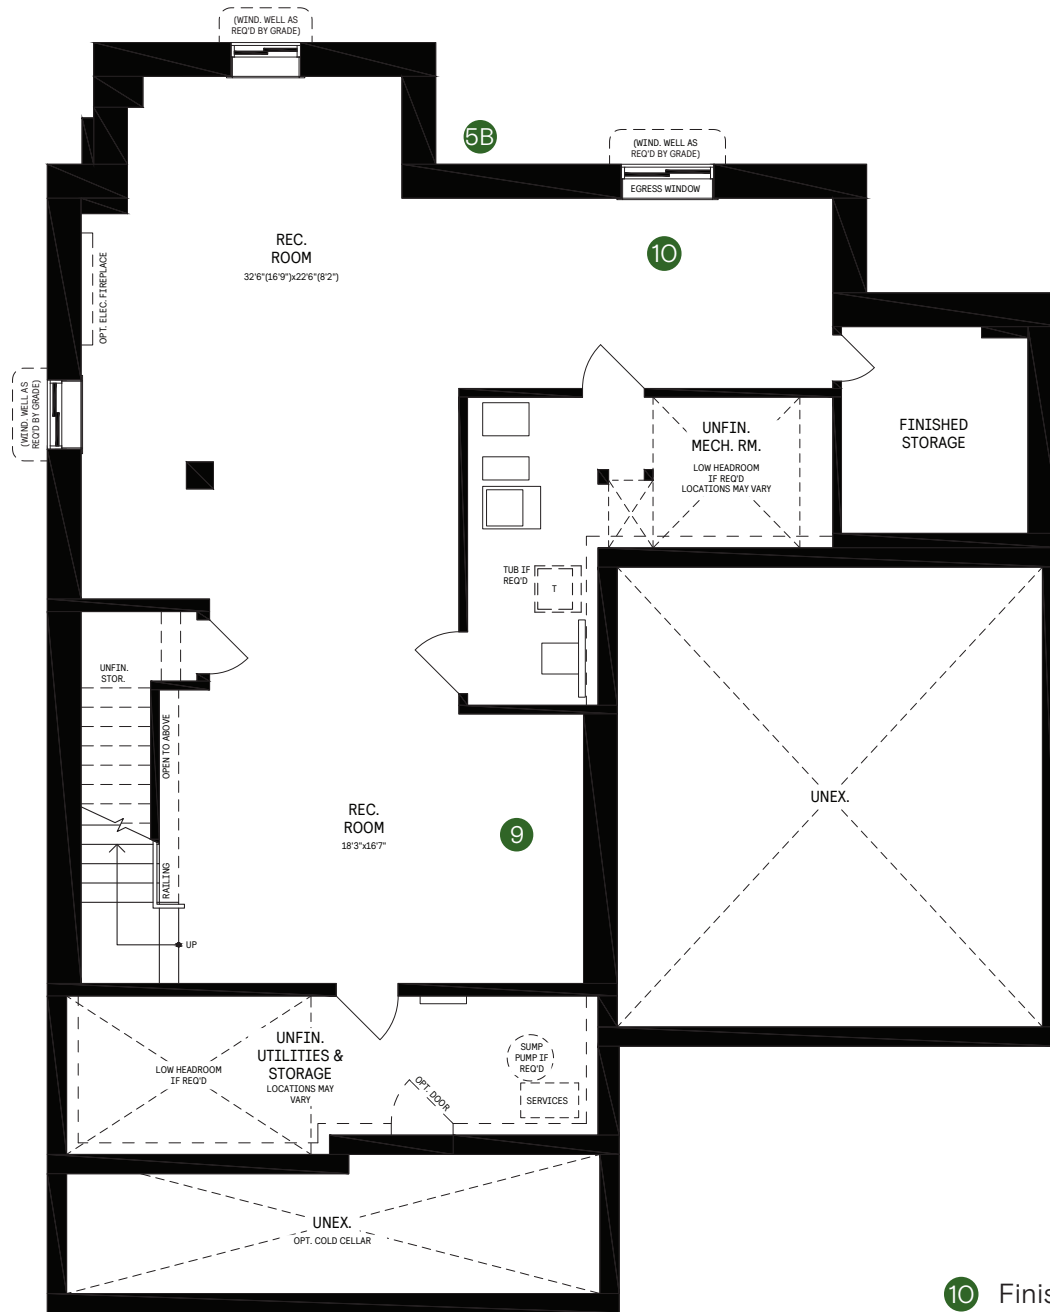 (WIND. WELL AS
REQ'D BY GRADE)
5B
(WIND. WELL AS
REQ'D BY GRADE)
EGRESS WINDOW
REC.
ROOM
32'6"(16'9")x22'6"(8'2")
10
OPT. ELEC. FIREPLACE
(WIND. WELL AS
REQ'D BY GRADE)
UNFIN.
MECH. RM.
LOW HEADROOM
IF REQ'D
LOCATIONS MAY VARY
FINISHED
STORAGE
TUB IF
REQ'D
T
UNFIN.
STOR.
OPEN TO ABOVE
UNEX.
REC.
ROOM
18'3"x16'7"
9
RAILING
UP
UNFIN.
UTILITIES &
STORAGE
LOCATIONS MAY
VARY
LOW HEADROOM
IF REQ'D
SUMP
PUMP IF
REQ'D
OPT. DOOR
SERVICES
UNEX.
OPT. COLD CELLAR
10 Finis